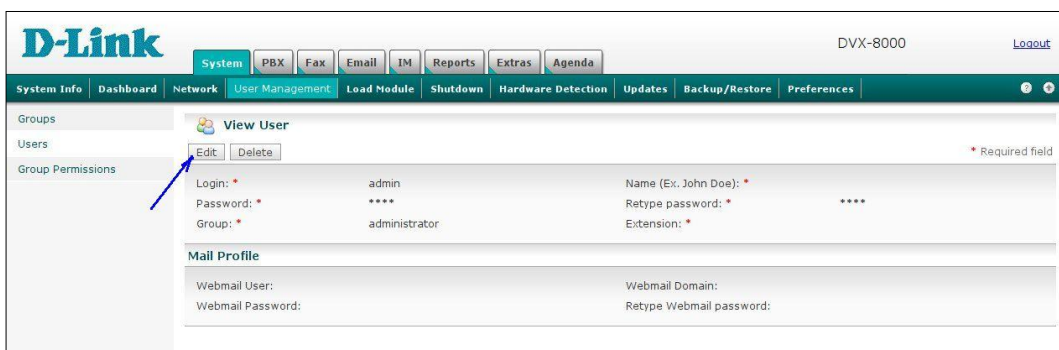 D-Link
DVX-8000
Logout
System PBX Fax Email IM Reports Extras Agenda
System Info Dashboard Network User Management Load Module Shutdown Hardware Detection Updates Backup/Restore Preferences ?
Groups
Users
Group Permissions
View User
Edit Delete
* Required field
Login: * admin Name (Ex. John Doe): *
Password: * **** Retype password: * ****
Group: * administrator Extension: *
Mail Profile
Webmail User: Webmail Domain:
Webmail Password: Retype Webmail password: